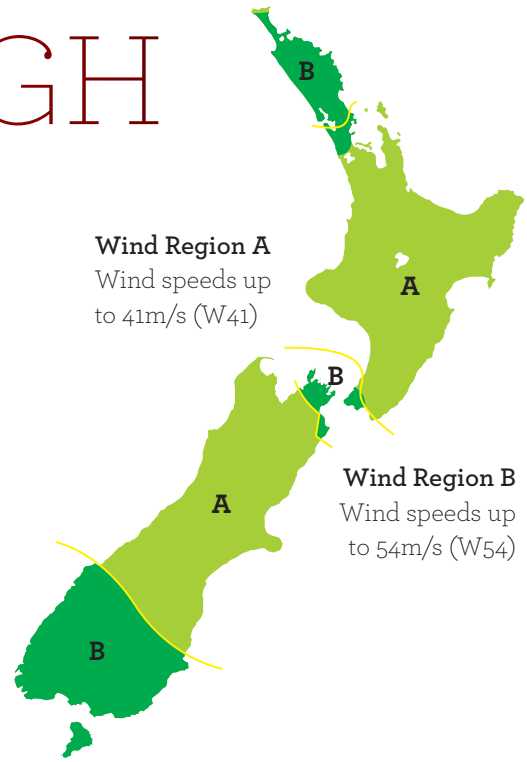 GH
B
Wind Region A
Wind speeds up
to 41m/s (W41)
A
B
A
Wind Region B
Wind speeds up
to 54m/s (W54)
B